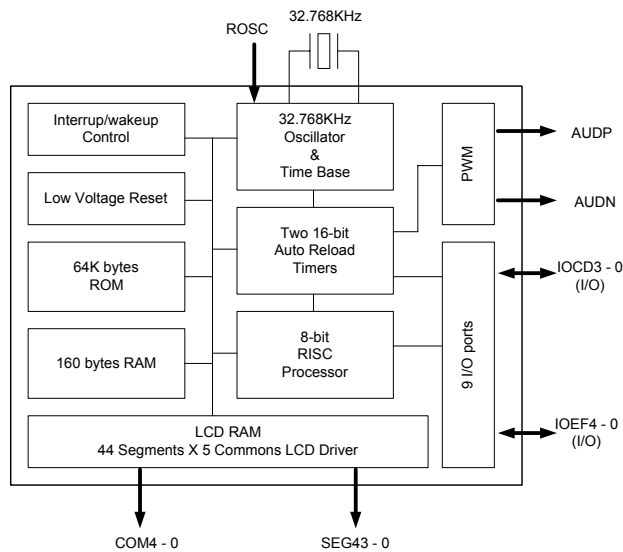 32.768KHz
ROSC
Interrup/wakeup
Control
32.768KHz
Oscillator
&
Time Base
PWM
AUDP
AUDN
Low Voltage Reset
Two 16-bit
Auto Reload
Timers
64K bytes
ROM
IOCD3 - 0
(I/O)
160 bytes RAM
8-bit
RISC
Processor
9 I/O ports
IOEF4 - 0
(I/O)
LCD RAM
44 Segments X 5 Commons LCD Driver
COM4 - 0
SEG43 - 0